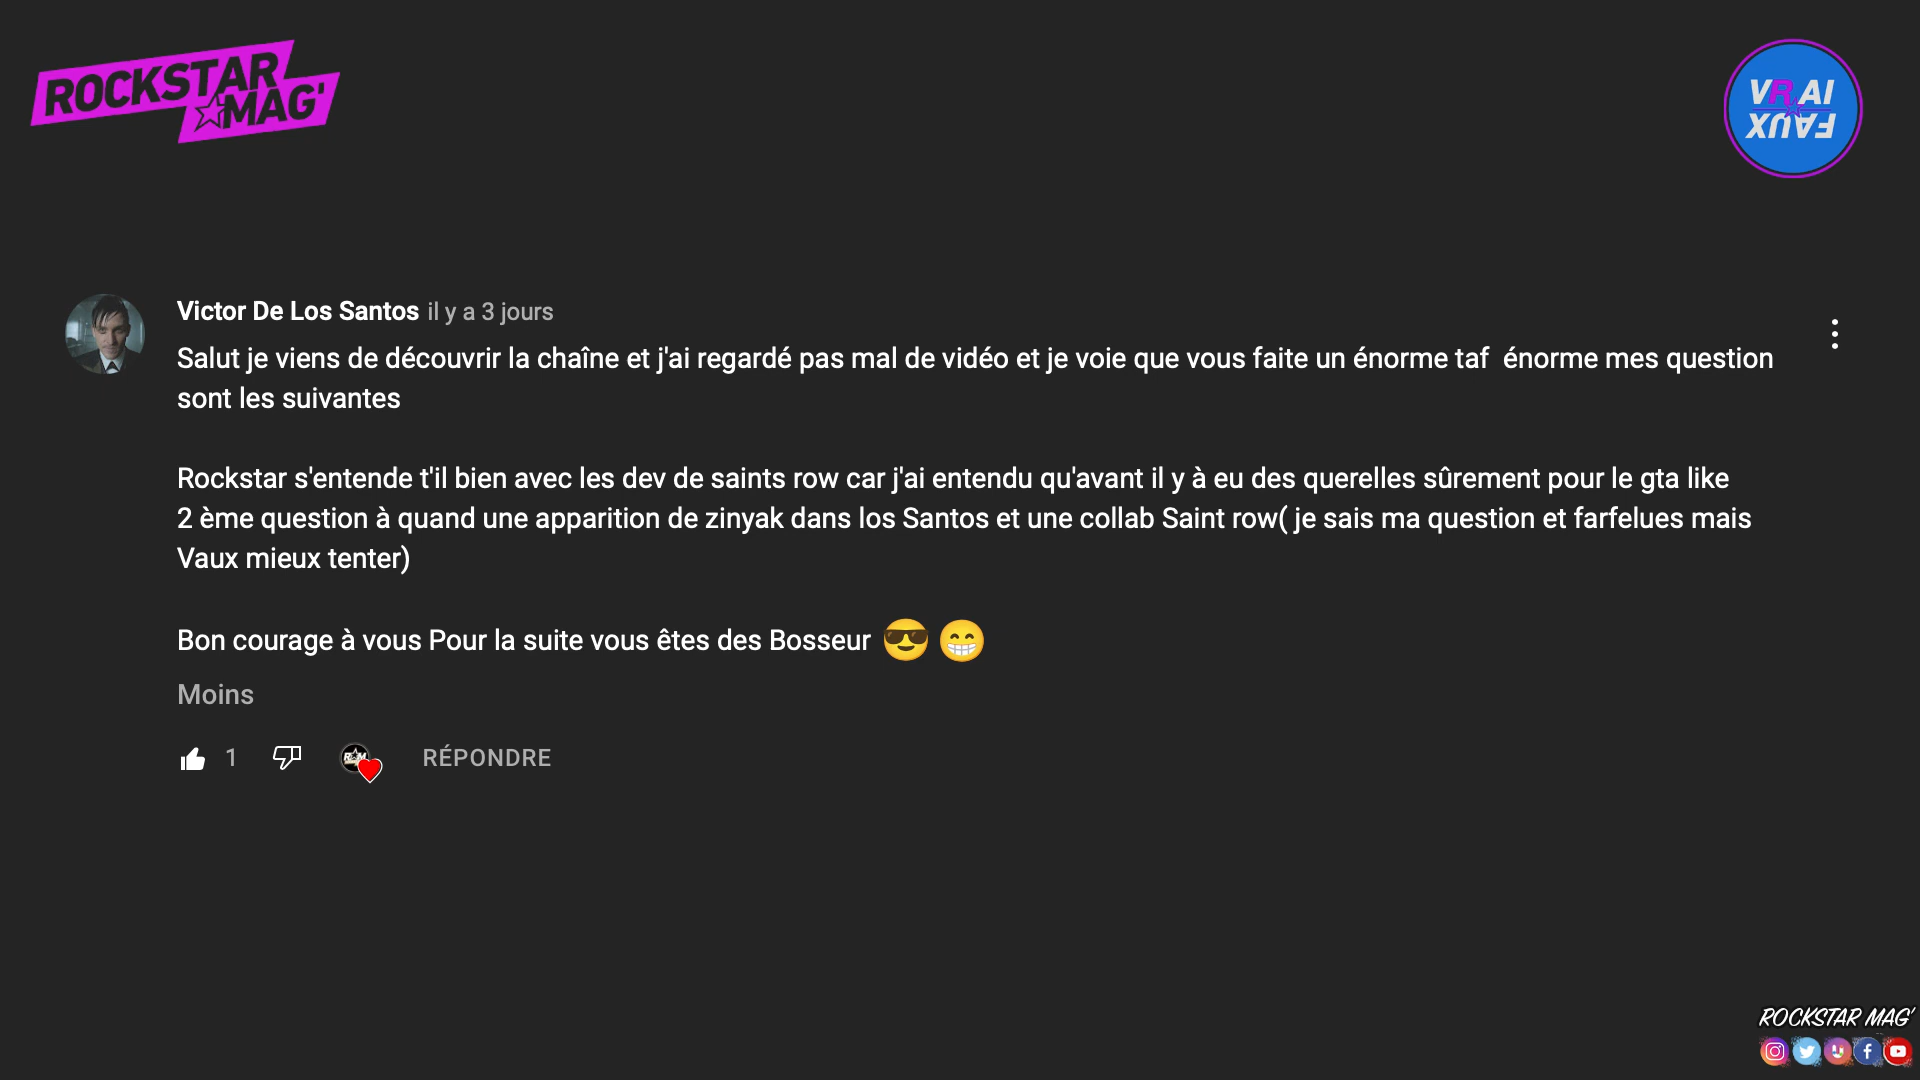 ROCKSTAR
MAG'
VRAI
FAUX
Victor De Los Santos il y a 3 jours
Salut je viens de découvrir la chaîne et j'ai regardé pas mal de vidéo et je voie que vous faite un énorme taf  énorme mes question
sont les suivantes
Rockstar s'entende t'il bien avec les dev de saints row car j'ai entendu qu'avant il y à eu des querelles sûrement pour le gta like
2 ème question à quand une apparition de zinyak dans los Santos et une collab Saint row( je sais ma question et farfelues mais
Vaux mieux tenter)
Bon courage à vous Pour la suite vous êtes des Bosseur 😎 😁
Moins
1
RÉPONDRE
ROCKSTAR MAG'